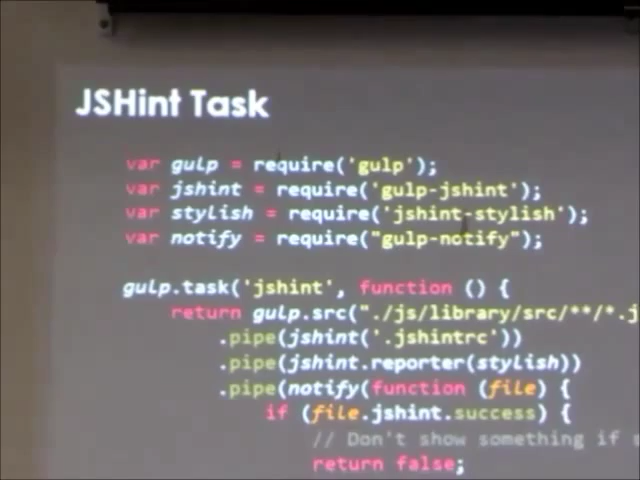 JSHint Task
var gulp = require('gulp');
var jshint = require('gulp-jshint');
var stylish = require('jshint-stylish');
var notify = require("gulp-notify");
gulp.task('jshint', function () {
return gulp.src("./js/library/src/**/*.j
.pipe(jshint('.jshintrc'))
.pipe(jshint.reporter(stylish))
.pipe(notify(function (file) {
if (file.jshint.success) {
// Don't show something if
return false;